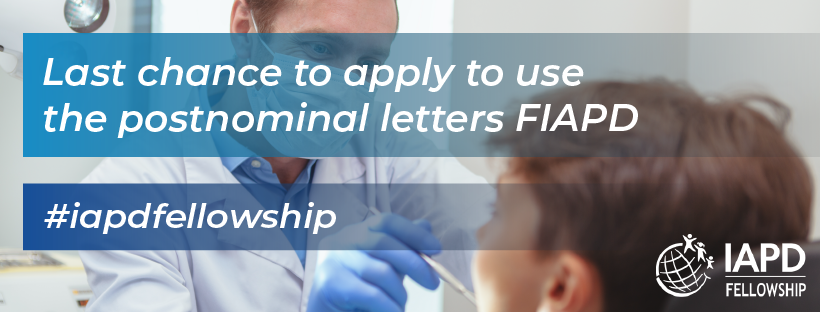 Last chance to apply to use
the postnominal letters FIAPD
#iapdfellowship
IAPD
FELLOWSHIP